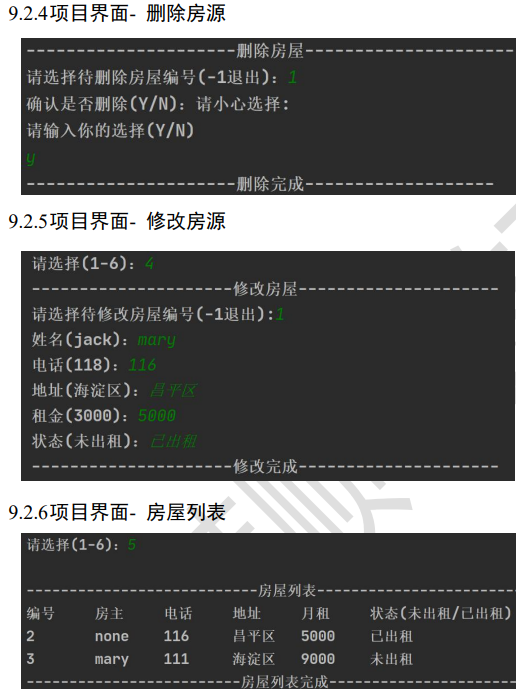 9.2.4项目界面- 删除房源
---------------------删除房屋---------------------
请选择待删除房屋编号(-1退出)：1
确认是否删除(Y/N)：请小心选择：
请输入你的选择(Y/N)
y
---------------------删除完成-------------------
9.2.5项目界面- 修改房源
请选择(1-6)：4
---------------------修改房屋---------------------
请选择待修改房屋编号(-1退出):1
姓名(jack)：mary
电话(118)：116
地址(海淀区)：昌平区
租金(3000)：5000
状态(未出租)：已出租
---------------------修改完成---------------------
9.2.6项目界面- 房屋列表
请选择(1-6)：5
---------------------------房屋列表-----------------------
编号 房主 电话 地址 月租 状态(未出租/已出租)
2 none 116 昌平区 5000 已出租
3 mary 111 海淀区 9000 未出租
-------------------------房屋列表完成----------------------